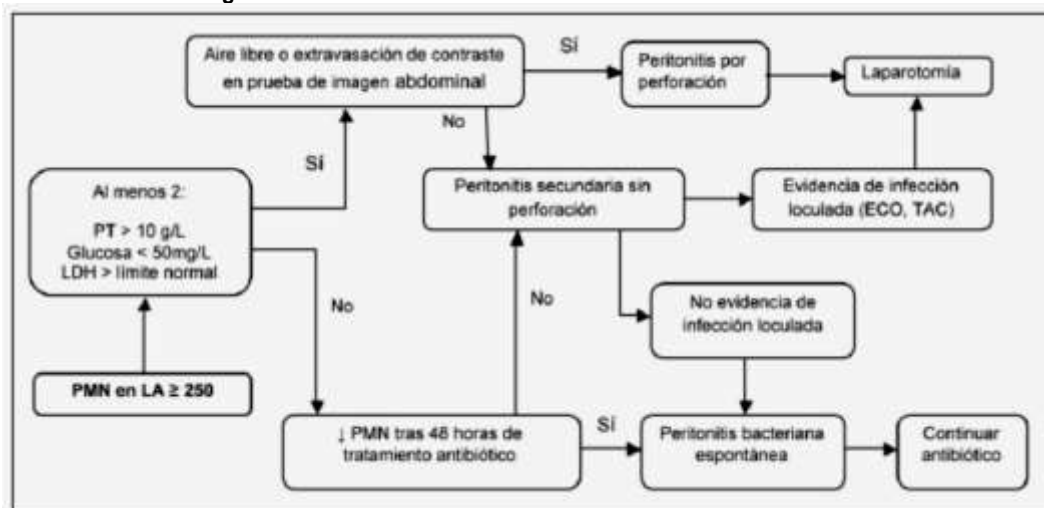 Aire libre o extravasación de contraste
en prueba de imagen abdominal
Sí
Peritonitis por
perforación
Laparotomía
No
Sí
Al menos 2:
PT > 10 g/L
Glucosa < 50mg/L
LDH > límite normal
Peritonitis secundaria sin
perforación
Evidencia de infección
loculada (ECO, TAC)
No
No
No evidencia de
infección loculada
PMN en LA ≥ 250
↓ PMN tras 48 horas de
tratamiento antibiótico
Sí
Peritonitis bacteriana
espontánea
Continuar
antibiótico